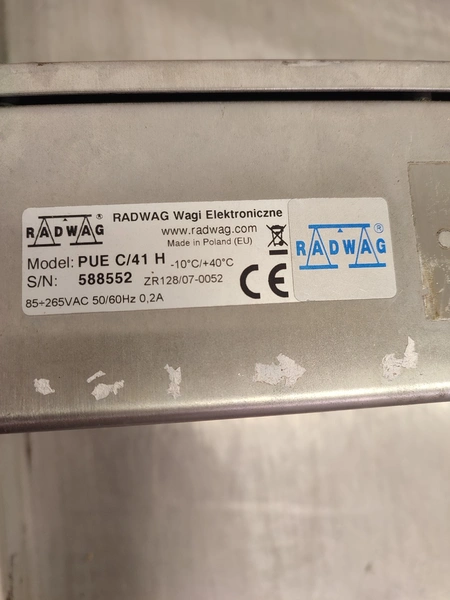 RADWAG®
RADWAG Wagi Elektroniczne
www.radwag.com
Made in Poland (EU)
Model: PUE C/41 H -10°C/+40°C
S/N: 588552 ZR128/07-0052
85÷265VAC 50/60Hz 0,2A
CE
RADWAG®